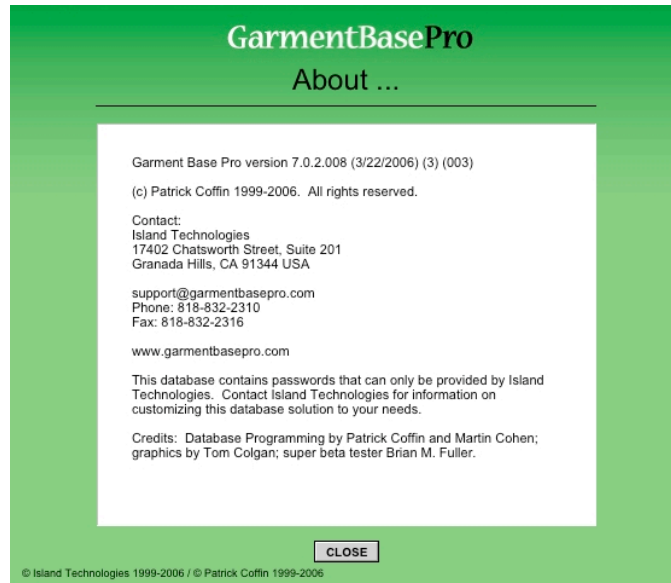 GarmentBasePro
About ...
Garment Base Pro version 7.0.2.008 (3/22/2006) (3) (003)
(c) Patrick Coffin 1999-2006.  All rights reserved.
Contact:
Island Technologies
17402 Chatsworth Street, Suite 201
Granada Hills, CA 91344 USA
support@garmentbasepro.com
Phone: 818-832-2310
Fax: 818-832-2316
www.garmentbasepro.com
This database contains passwords that can only be provided by Island
Technologies.  Contact Island Technologies for information on
customizing this database solution to your needs.
Credits:  Database Programming by Patrick Coffin and Martin Cohen;
graphics by Tom Colgan; super beta tester Brian M. Fuller.
CLOSE
© Island Technologies 1999-2006 / © Patrick Coffin 1999-2006